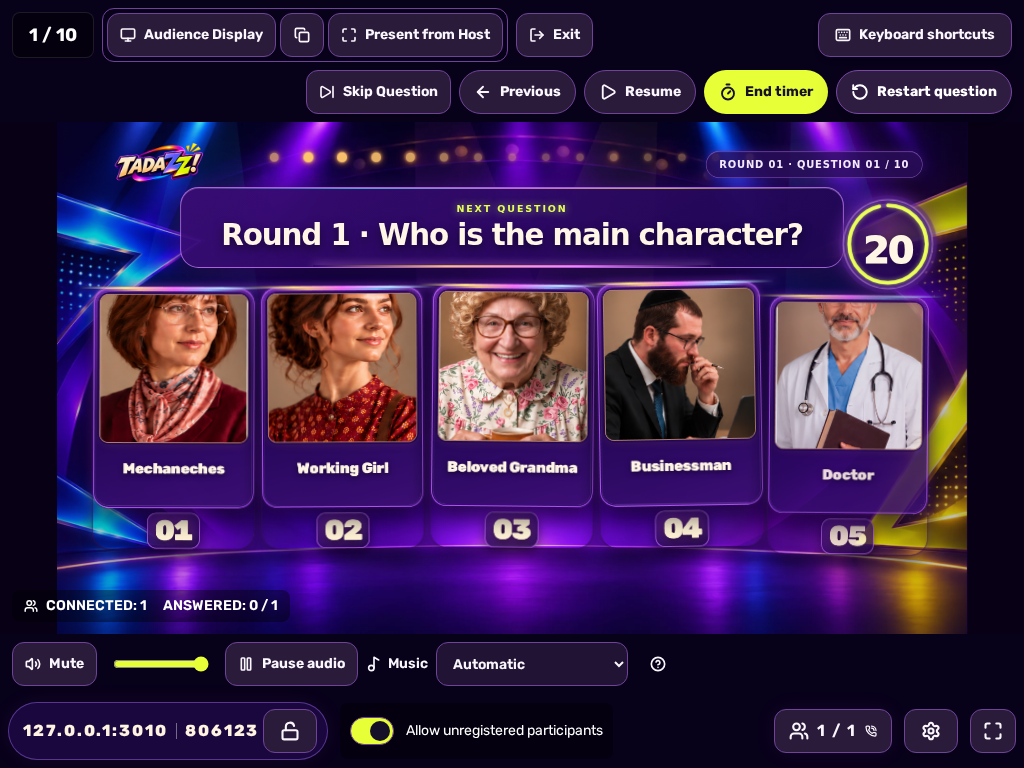 1 / 10
Audience Display
Present from Host
Exit
Keyboard shortcuts
Skip Question
Previous
Resume
End timer
Restart question
TADAZZ!
ROUND 01 · QUESTION 01 / 10
NEXT QUESTION
Round 1 · Who is the main character?
20
Mechaneches
Working Girl
Beloved Grandma
Businessman
Doctor
01
02
03
04
05
CONNECTED: 1 ANSWERED: 0 / 1
Mute
Pause audio
Music
Automatic
127.0.0.1:3010
806123
Allow unregistered participants
1 / 1